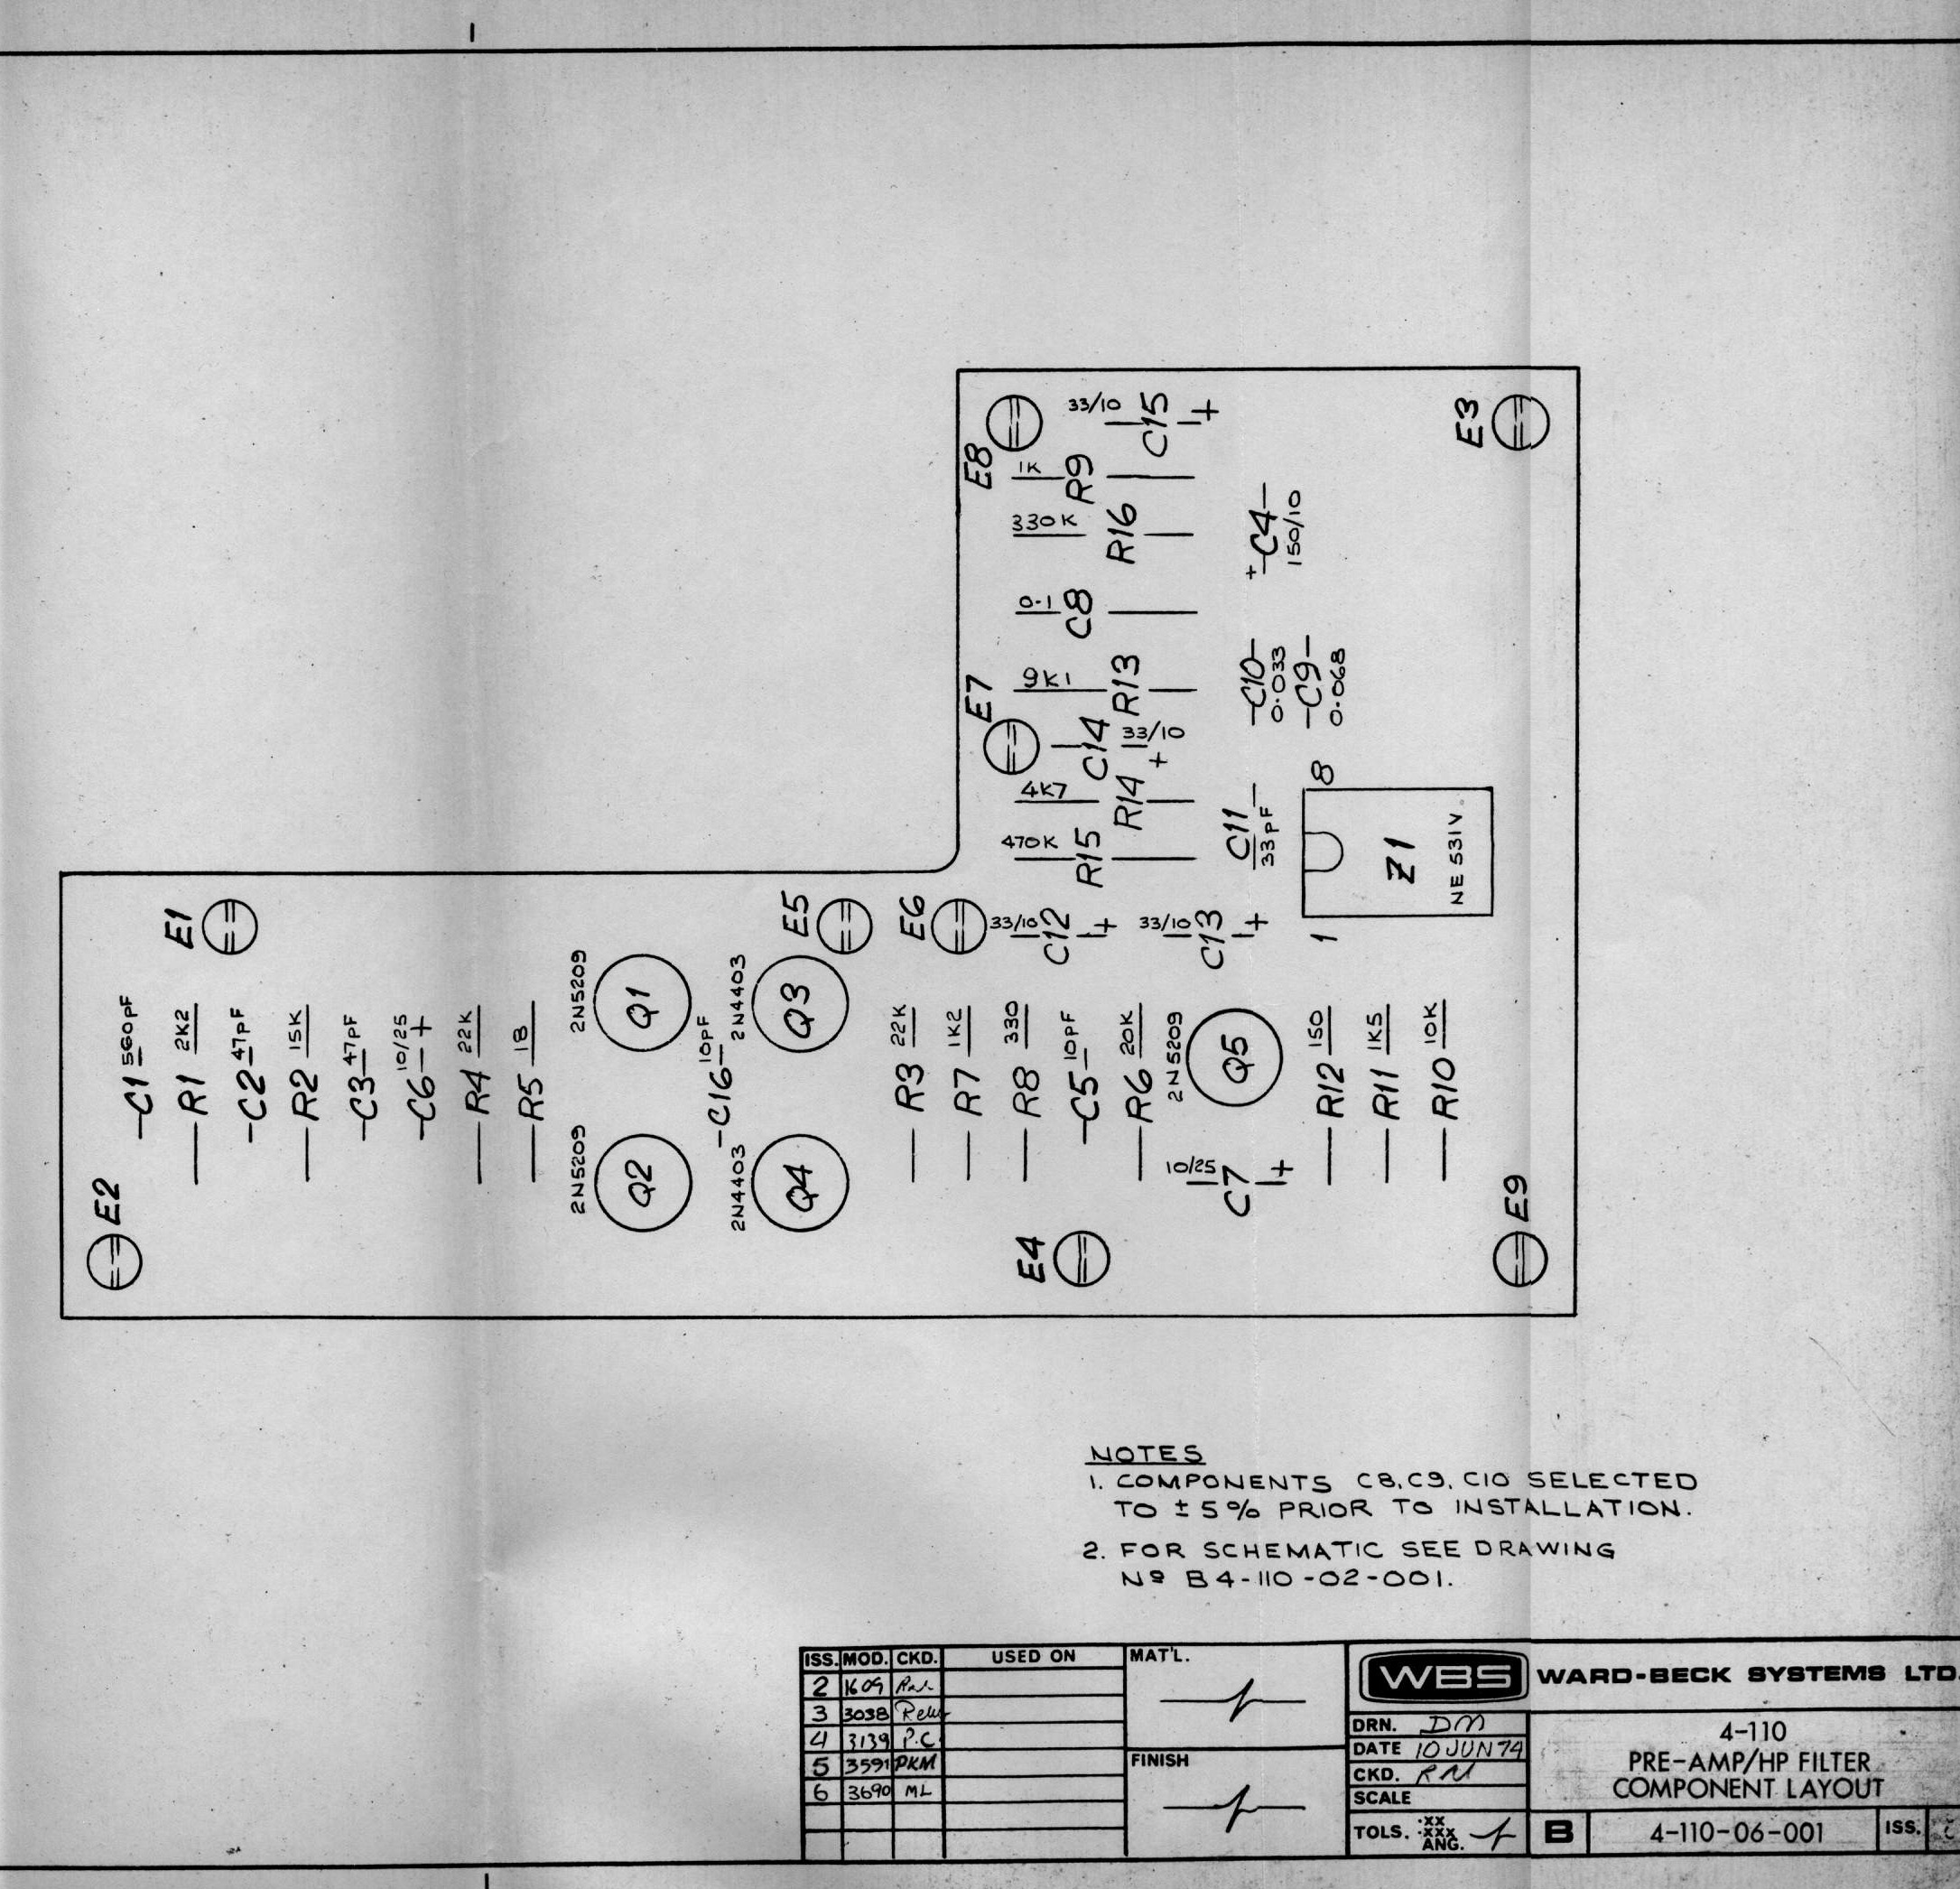 E8
33/10
C15
+
E3
1K
R9
330K
R16
+
C4
150/10
0.1
C8
C10
0.033
C9
0.068
E7
9K1
R13
C14
33/10
+
4K7
R14
470K
R15
C11
33pF
8
Z1
NE 531V.
1
E1
E2
C1 560pF
R1 2K2
C2 47pF
R2 15K
C3 47pF
C6 10/25 +
R4 22K
R5 18
2N5209
Q1
2N5209
Q2
C16 10pF
2N4403
Q3
2N4403
Q4
E5
E6
33/10
C12
+
33/10
C13
+
R3 22K
R7 1K2
R8 330
C5 10pF
R6 20K
2N5209
Q5
10/25
C7
+
R12 150
R11 1K5
R10 10K
E4
E9
NOTES
1. COMPONENTS C8, C9, C10 SELECTED
TO ± 5% PRIOR TO INSTALLATION.
2. FOR SCHEMATIC SEE DRAWING
Nº B4-110-02-001.
ISS. MOD. CKD. USED ON
2 1609
3 3038
4 3139 P.C.
5 3591 PKM
6 3690 ML
MAT'L.
FINISH
WBS WARD-BECK SYSTEMS LTD.
DRN. DM
DATE 10 JUN 74
CKD. RM
SCALE
TOLS. .XX
.XXX
ANG.
4-110
PRE-AMP/HP FILTER
COMPONENT LAYOUT
B 4-110-06-001 ISS.